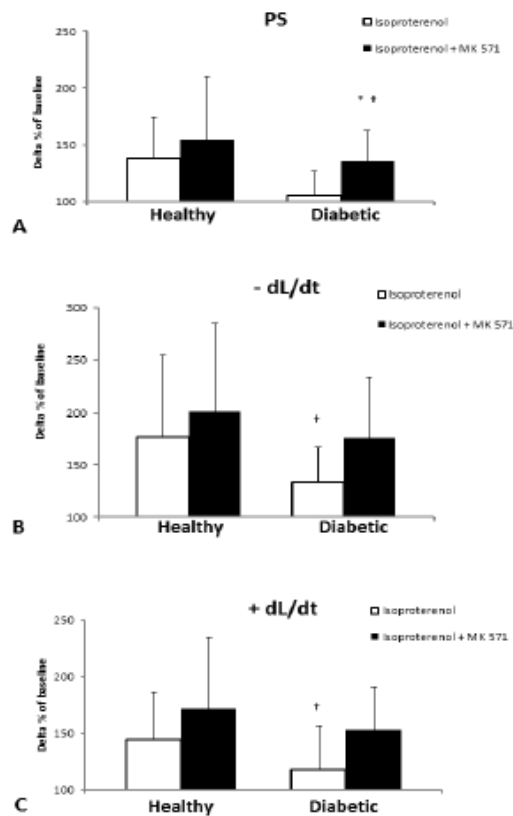 PS
Isoproterenol
Isoproterenol + MK 571
Delta % of baseline
250
200
150
100
* †
Healthy Diabetic
A
- dL/dt
Isoproterenol
Isoproterenol + MK 571
Delta % of baseline
300
250
200
150
100
†
Healthy Diabetic
B
+ dL/dt
Isoproterenol
Isoproterenol + MK 571
Delta % of baseline
250
200
150
100
†
Healthy Diabetic
C